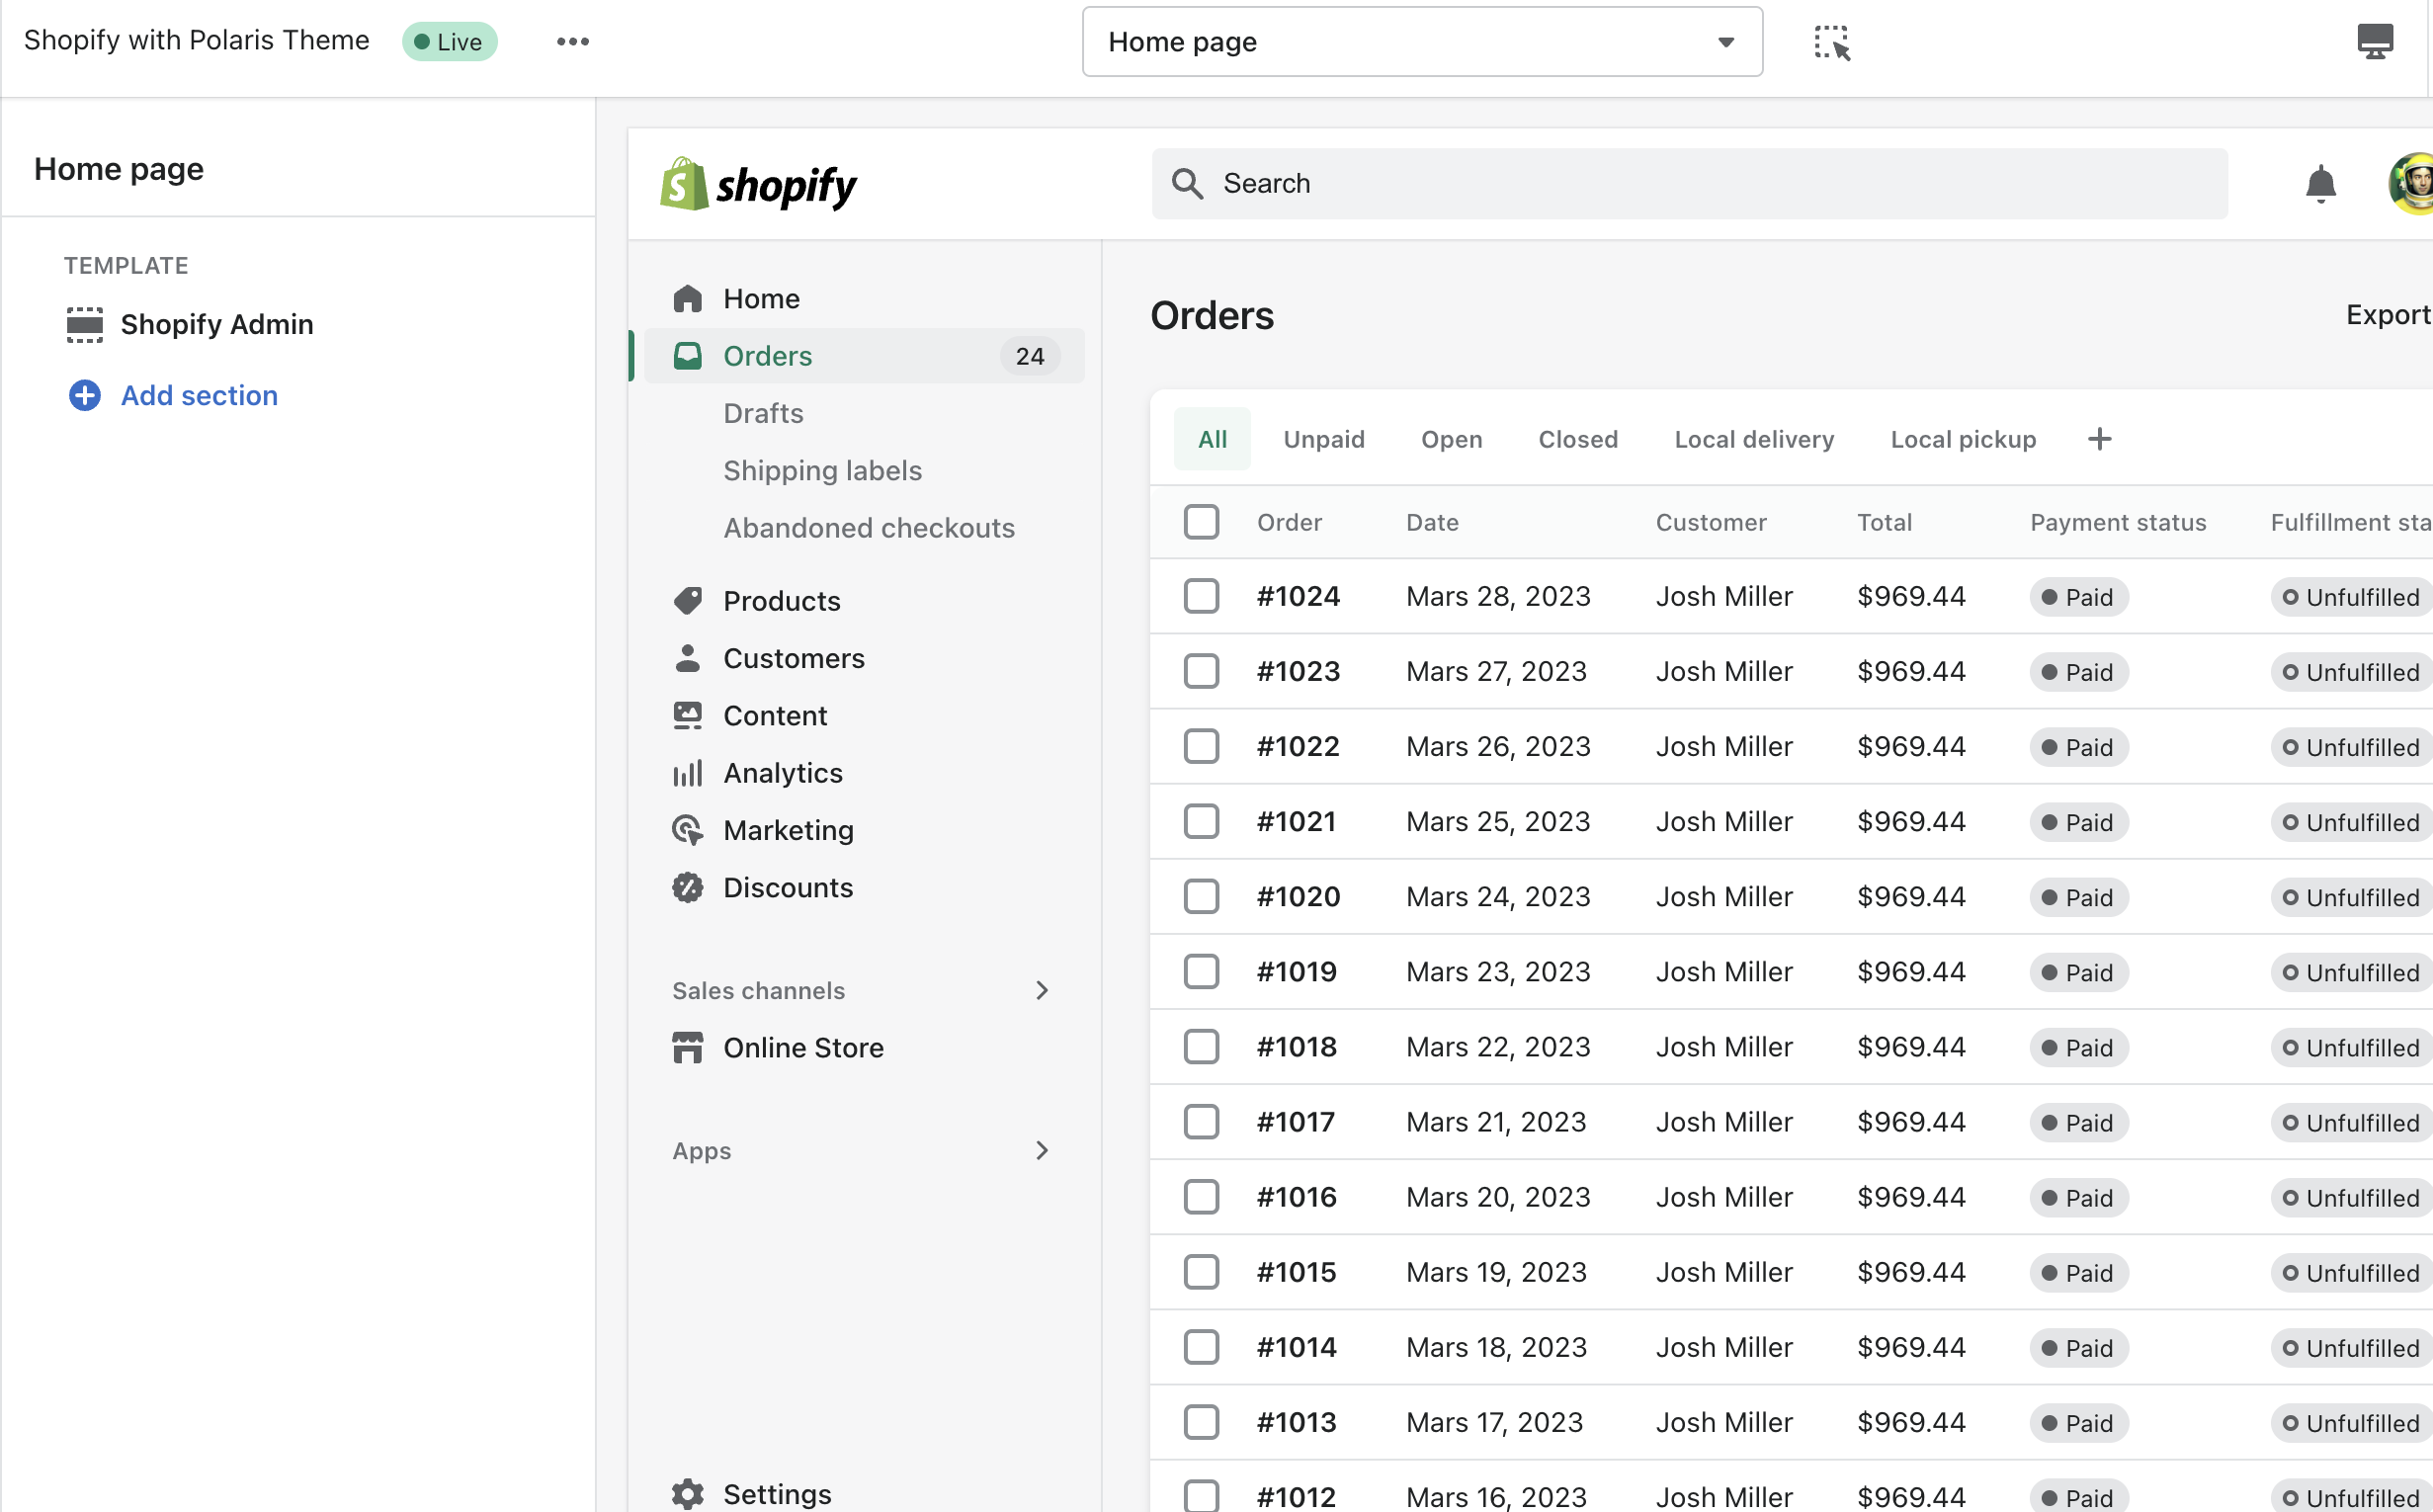 Shopify with Polaris Theme Live Home page
Home page
TEMPLATE
Shopify Admin
Add section
shopify
Search
Home
Orders 24
Drafts
Shipping labels
Abandoned checkouts
Products
Customers
Content
Analytics
Marketing
Discounts
Sales channels
Online Store
Apps
Settings
Orders Export
All Unpaid Open Closed Local delivery Local pickup
Order Date Customer Total Payment status Fulfillment sta
#1024 Mars 28, 2023 Josh Miller $969.44 Paid Unfulfilled
#1023 Mars 27, 2023 Josh Miller $969.44 Paid Unfulfilled
#1022 Mars 26, 2023 Josh Miller $969.44 Paid Unfulfilled
#1021 Mars 25, 2023 Josh Miller $969.44 Paid Unfulfilled
#1020 Mars 24, 2023 Josh Miller $969.44 Paid Unfulfilled
#1019 Mars 23, 2023 Josh Miller $969.44 Paid Unfulfilled
#1018 Mars 22, 2023 Josh Miller $969.44 Paid Unfulfilled
#1017 Mars 21, 2023 Josh Miller $969.44 Paid Unfulfilled
#1016 Mars 20, 2023 Josh Miller $969.44 Paid Unfulfilled
#1015 Mars 19, 2023 Josh Miller $969.44 Paid Unfulfilled
#1014 Mars 18, 2023 Josh Miller $969.44 Paid Unfulfilled
#1013 Mars 17, 2023 Josh Miller $969.44 Paid Unfulfilled
#1012 Mars 16, 2023 Josh Miller $969.44 Paid Unfulfilled